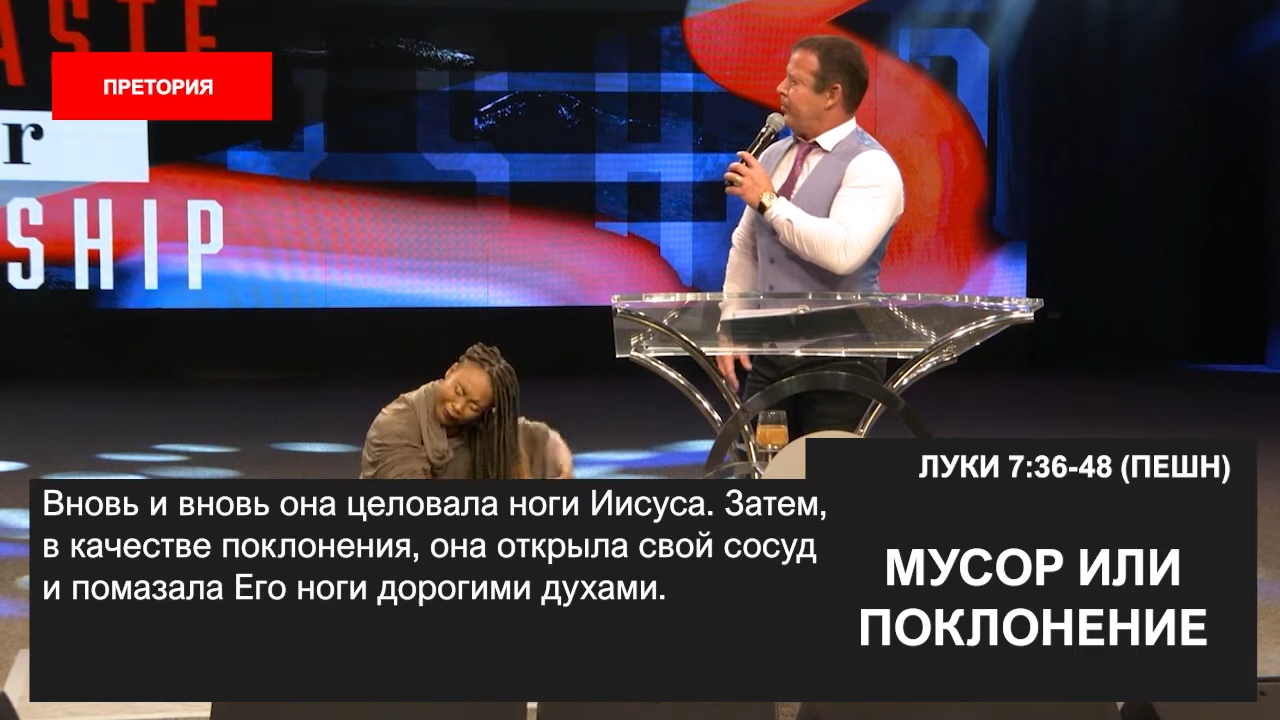 ASTE
ПРЕТОРИЯ
r
SHIP
ЛУКИ 7:36-48 (ПЕШН)
Вновь и вновь она целовала ноги Иисуса. Затем,
в качестве поклонения, она открыла свой сосуд
и помазала Его ноги дорогими духами.
МУСОР ИЛИ
ПОКЛОНЕНИЕ